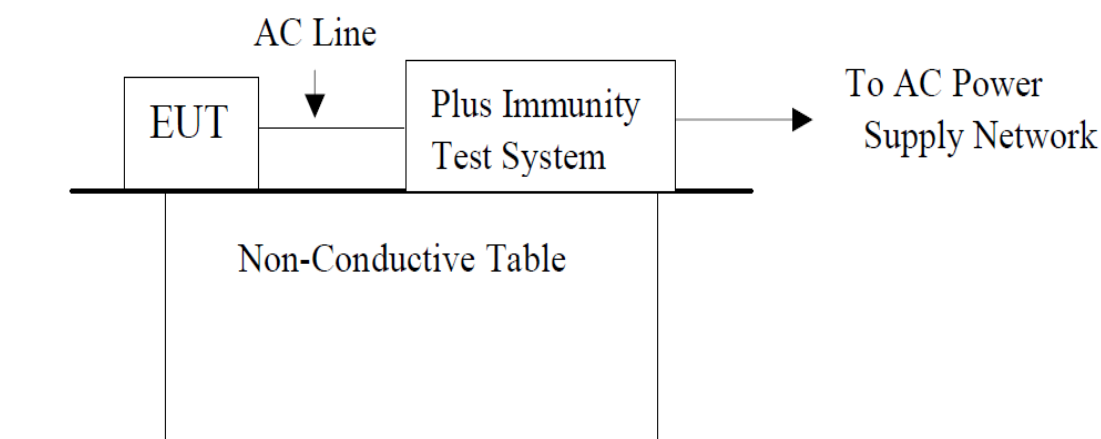 AC Line
EUT
Plus Immunity
Test System
To AC Power
Supply Network
Non-Conductive Table